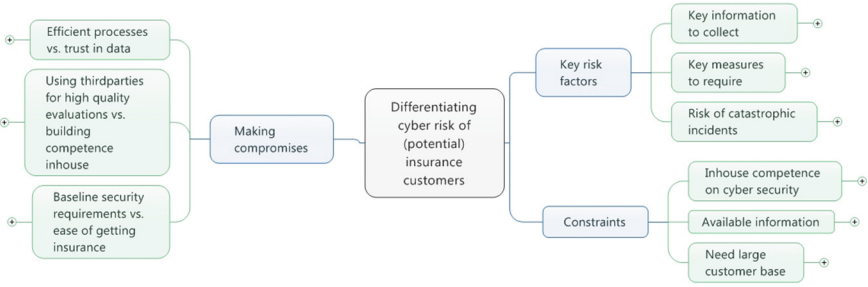 Efficient processes
vs. trust in data
Using thirdparties
for high quality
evaluations vs.
building
competence
inhouse
Baseline security
requirements vs.
ease of getting
insurance
Making
compromises
Differentiating
cyber risk of
(potential)
insurance
customers
Key risk
factors
Key information
to collect
Key measures
to require
Risk of catastrophic
incidents
Constraints
Inhouse competence
on cyber security
Available information
Need large
customer base